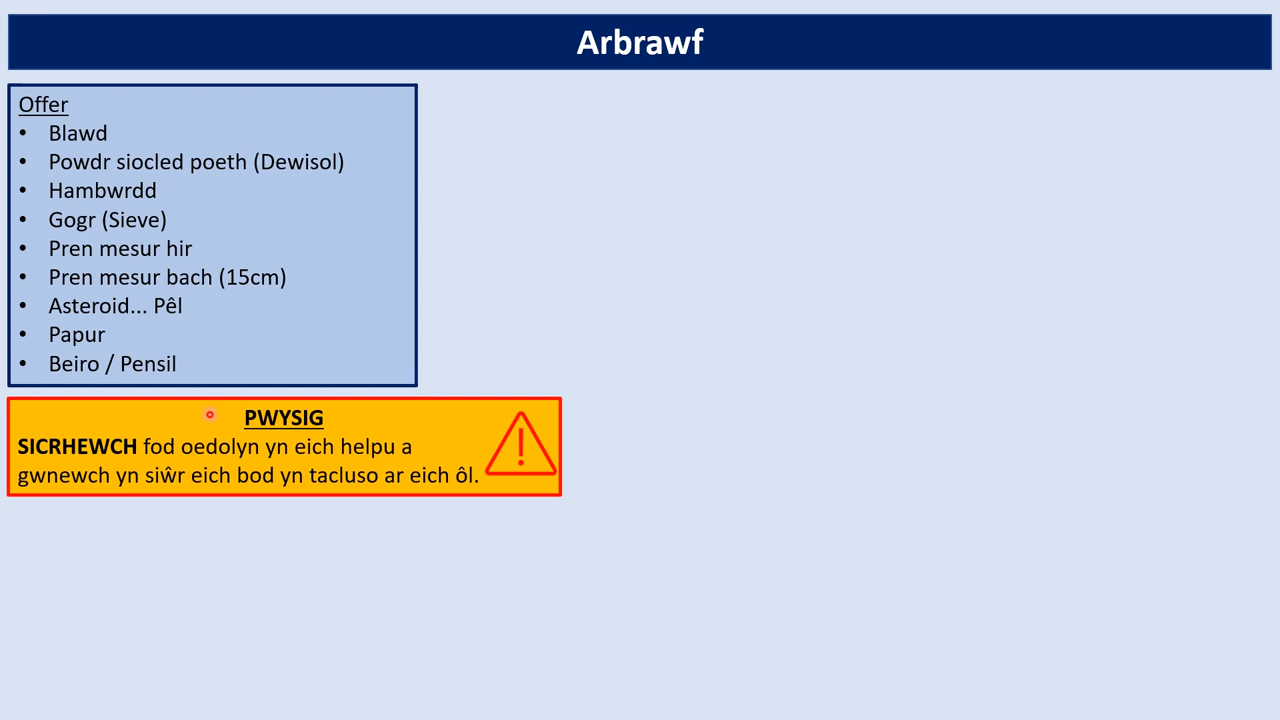 Arbrawf
Offer
• Blawd
• Powdr siocled poeth (Dewisol)
• Hambwrdd
• Gogr (Sieve)
• Pren mesur hir
• Pren mesur bach (15cm)
• Asteroid... Pêl
• Papur
• Beiro / Pensil
PWYSIG
SICRHEWCH fod oedolyn yn eich helpu a
gwnewch yn siŵr eich bod yn tacluso ar eich ôl.